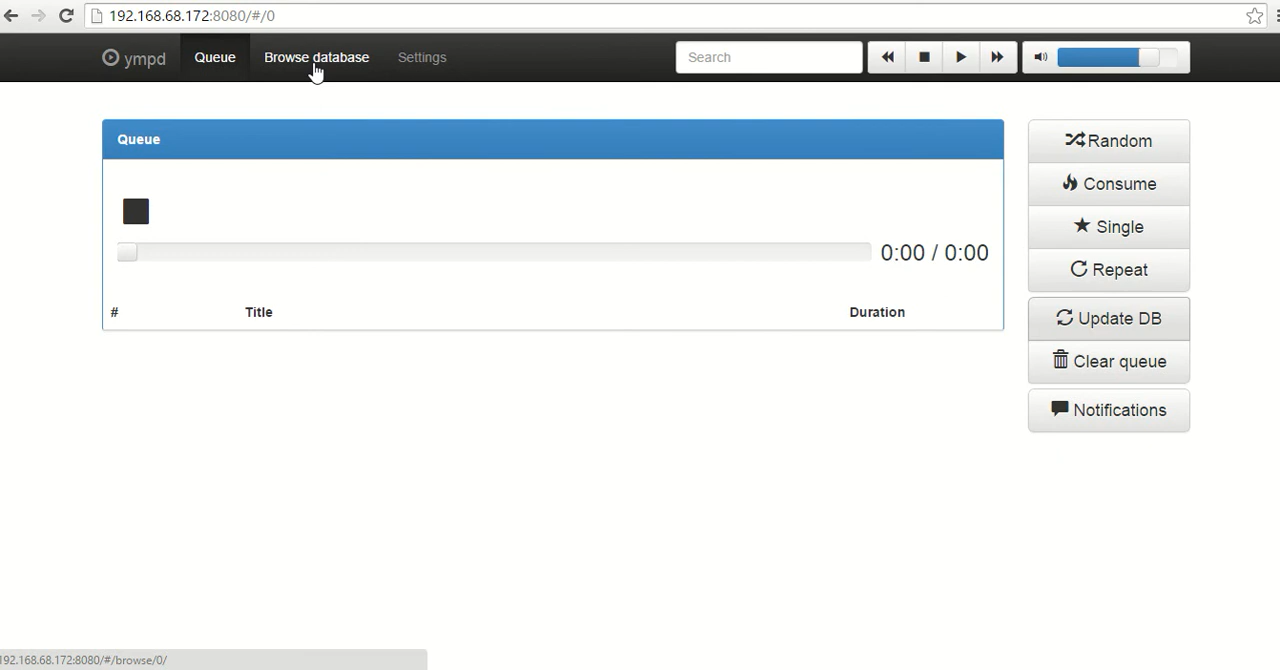 192.168.68.172:8080/#/0
ympd Queue Browse database Settings Search
Queue
0:00 / 0:00
# Title Duration
Random
Consume
Single
Repeat
Update DB
Clear queue
Notifications
192.168.68.172:8080/#/browse/0/